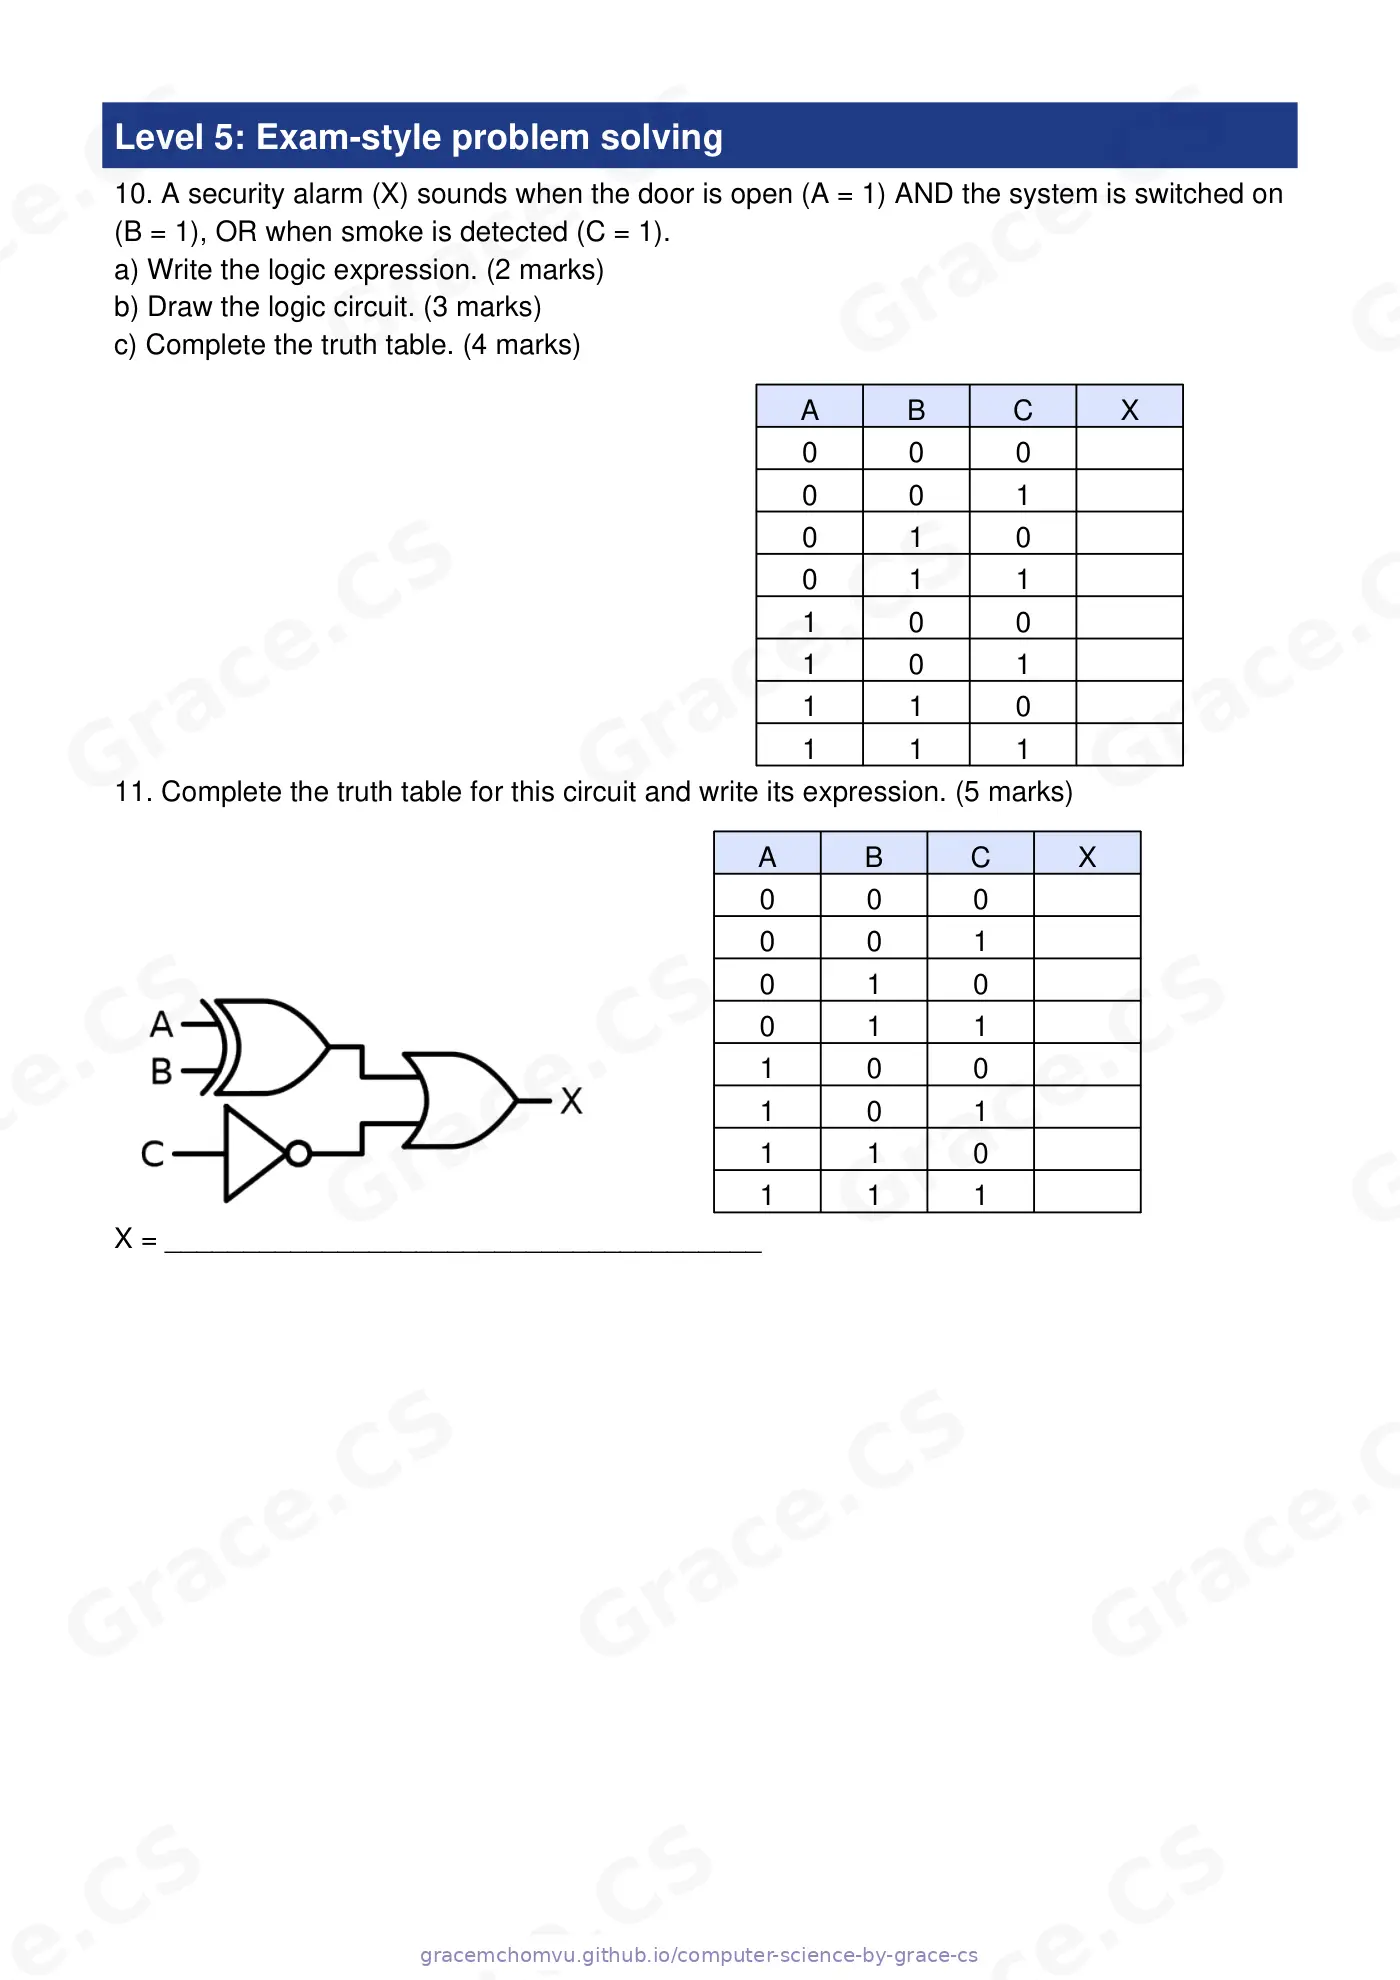 Level 5: Exam-style problem solving
10. A security alarm (X) sounds when the door is open (A = 1) AND the system is switched on
(B = 1), OR when smoke is detected (C = 1).
a) Write the logic expression. (2 marks)
b) Draw the logic circuit. (3 marks)
c) Complete the truth table. (4 marks)
A B C X
0 0 0
0 0 1
0 1 0
0 1 1
1 0 0
1 0 1
1 1 0
1 1 1
11. Complete the truth table for this circuit and write its expression. (5 marks)
A
B
C
X
A B C X
0 0 0
0 0 1
0 1 0
0 1 1
1 0 0
1 0 1
1 1 0
1 1 1
X = ________________________________________
Grace.CS
gracemchomvu.github.io/computer-science-by-grace-cs